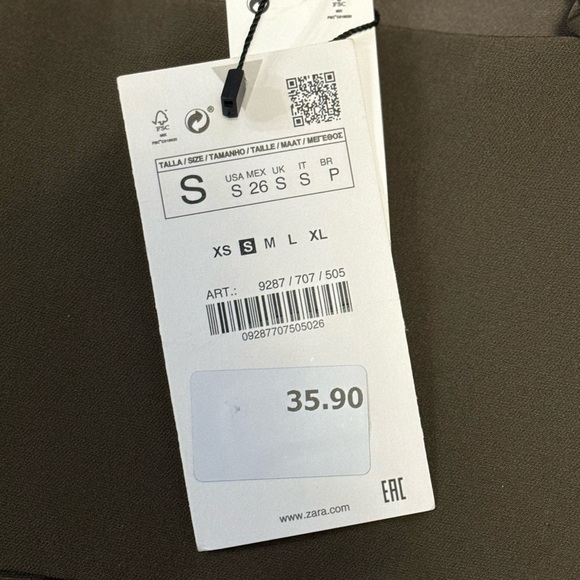 FSC
FSC
®
TALLA / SIZE / TAMANHO / TAILLE / MAAT / ΜΕΓΕΘΟΣ
S
USA MEX UK IT BR
S 26 S S P
XS S M L XL
ART.: 9287 / 707 / 505
09287707505026
35.90
EAC
www.zara.com